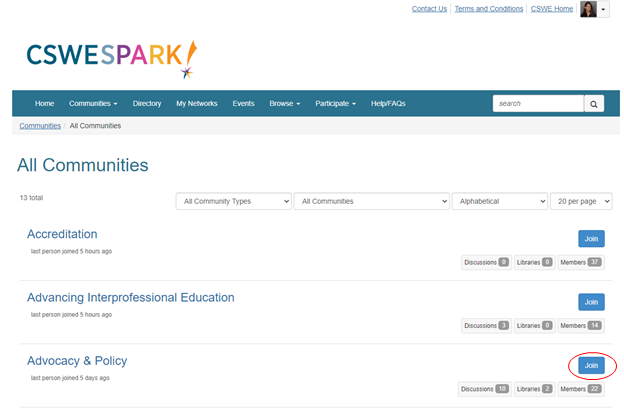 Contact Us Terms and Conditions CSWE Home
CSWESPARK!
Home Communities Directory My Networks Events Browse Participate Help/FAQs search
Communities / All Communities
All Communities
13 total All Community Types All Communities Alphabetical 20 per page
Accreditation
Join
last person joined 5 hours ago
Discussions 0 Libraries 0 Members 37
Advancing Interprofessional Education
Join
last person joined 5 hours ago
Discussions 3 Libraries 0 Members 14
Advocacy & Policy
Join
last person joined 5 days ago
Discussions 10 Libraries 2 Members 22